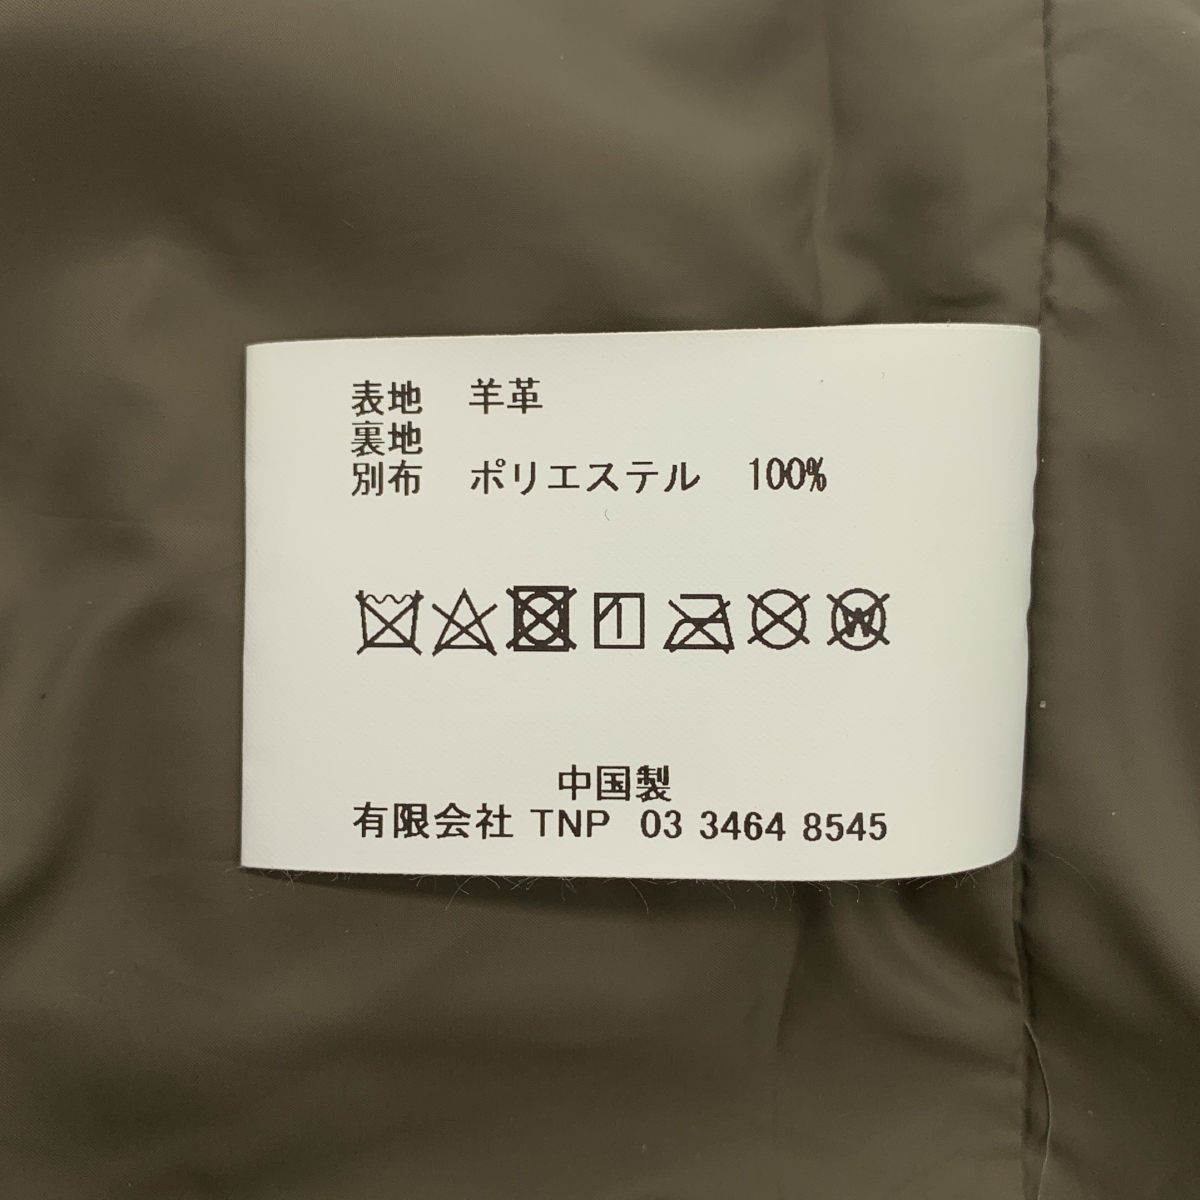 表地 羊革
裏地
別布 ポリエステル 100%
W
中国製
有限会社 TNP 03 3464 8545